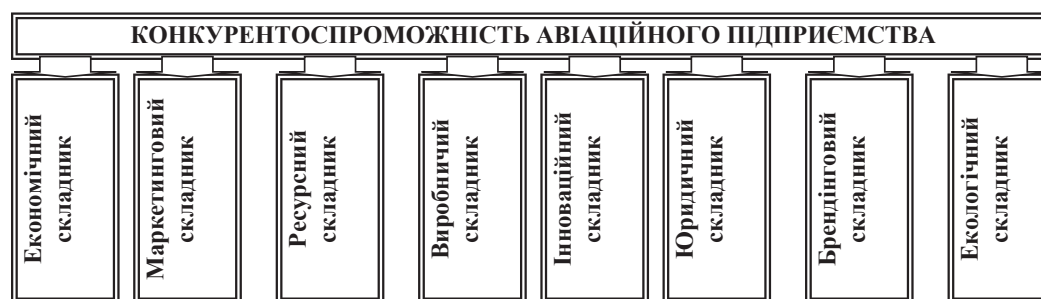 КОНКУРЕНТОСПРОМОЖНІСТЬ АВІАЦІЙНОГО ПІДПРИЄМСТВА
Економічний
складник
Маркетинговий
складник
Ресурсний
складник
Виробничий
складник
Інноваційний
складник
Юридичний
складник
Брендінговий
складник
Екологічний
складник